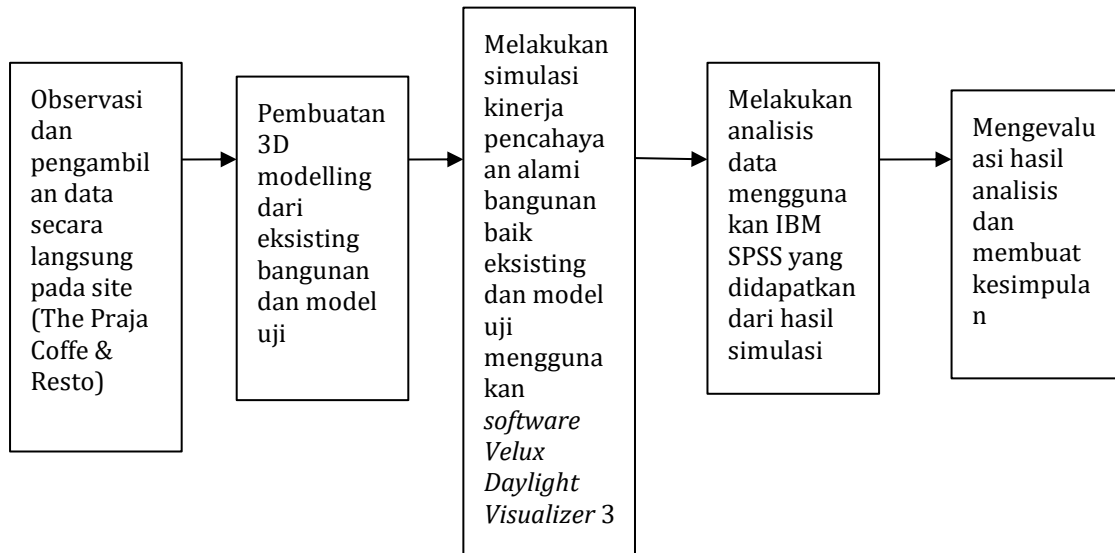 Observasi
dan
pengambil
an data
secara
langsung
pada site
(The Praja
Coffe &
Resto)
Pembuatan
3D
modelling
dari
eksisting
bangunan
dan model
uji
Melakukan
simulasi
kinerja
pencahaya
an alami
bangunan
baik
eksisting
dan model
uji
mengguna
kan
software
Velux
Daylight
Visualizer 3
Melakukan
analisis
data
mengguna
kan IBM
SPSS yang
didapatkan
dari hasil
simulasi
Mengevalu
asi hasil
analisis
dan
membuat
kesimpula
n